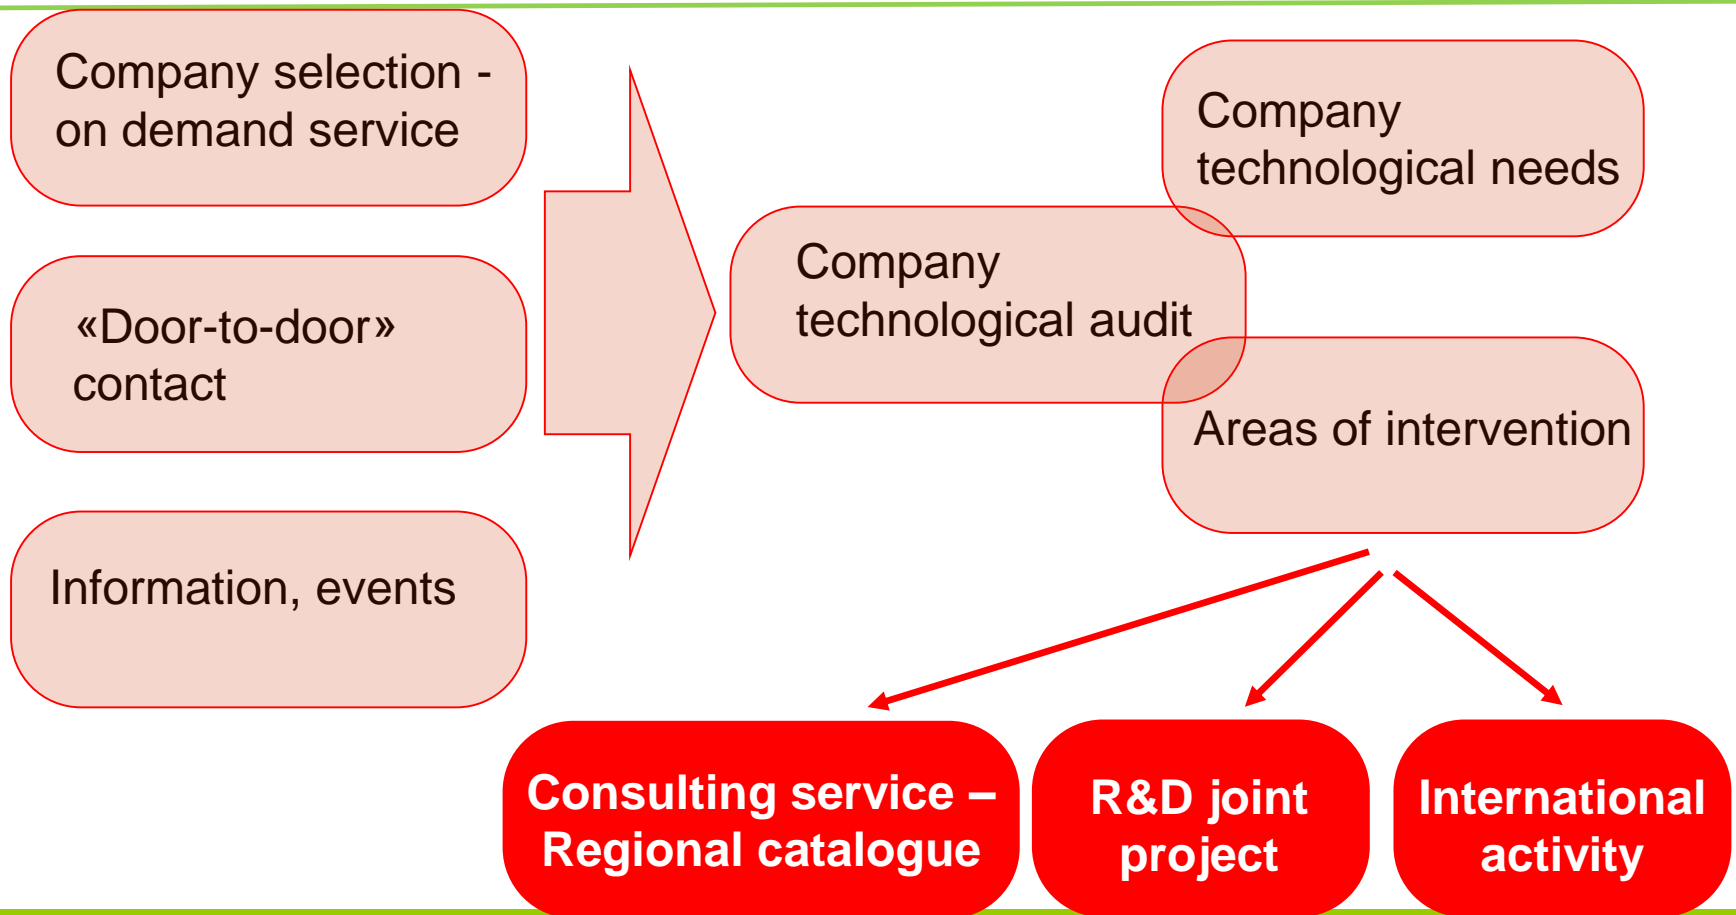 Company selection -
on demand service
«Door-to-door»
contact
Information, events
Company
technological audit
Company
technological needs
Areas of intervention
Consulting service –
Regional catalogue
R&D joint
project
International
activity